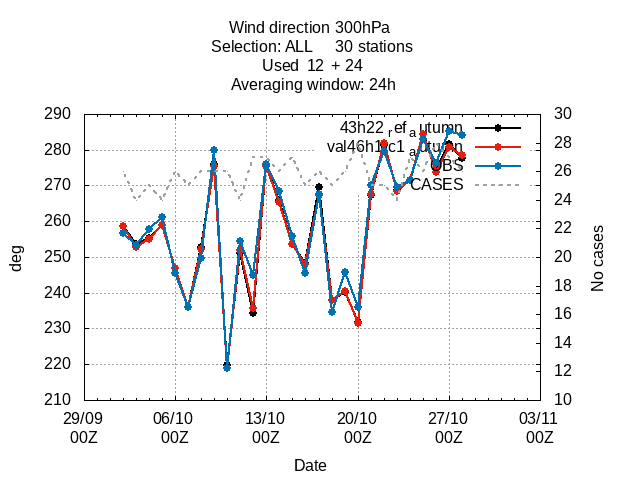 Wind direction 300hPa
Selection: ALL 30 stations
Used 12 + 24
Averaging window: 24h
290 30
280 28
270 26
260 24
250 22
240 20
230 18
220 16
210 14
12
10
deg
No cases
43h22 ref autumn
OBS
CASES
29/09 06/10 13/10 20/10 27/10 03/11
00Z 00Z 00Z 00Z 00Z 00Z
Date